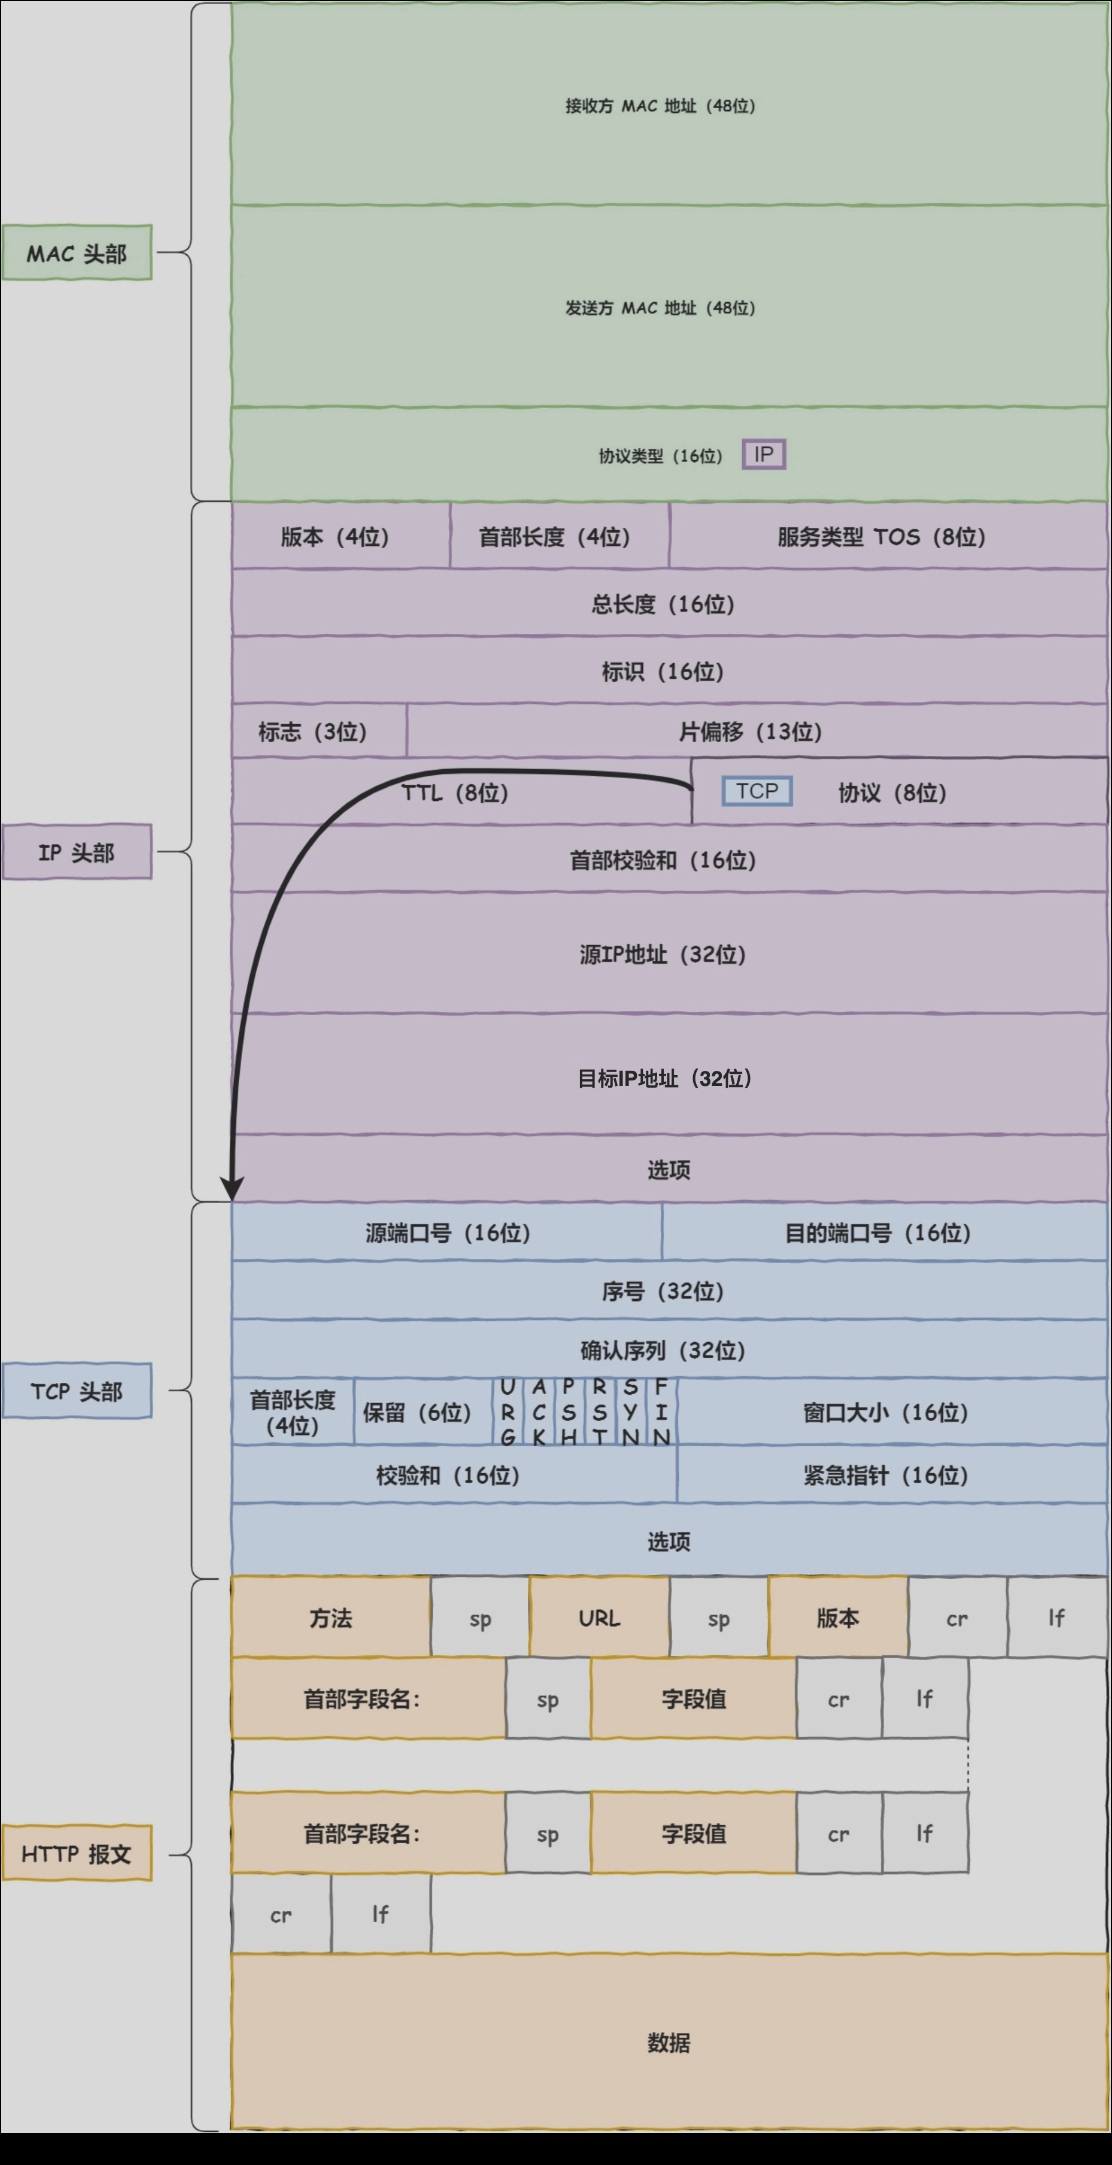 接收方 MAC 地址（48位）
MAC 头部
发送方 MAC 地址（48位）
协议类型（16位） IP
版本（4位） 首部长度（4位） 服务类型 TOS（8位）
总长度（16位）
标识（16位）
标志（3位） 片偏移（13位）
TTL（8位） TCP 协议（8位）
IP 头部
首部校验和（16位）
源IP地址（32位）
目标IP地址（32位）
选项
源端口号（16位） 目的端口号（16位）
序号（32位）
确认序列（32位）
TCP 头部
首部长度
（4位）
保留（6位）
URG
ACK
PSH
RST
SYN
FIN
窗口大小（16位）
校验和（16位） 紧急指针（16位）
选项
方法 sp URL sp 版本 cr lf
首部字段名： sp 字段值 cr lf
HTTP 报文
首部字段名： sp 字段值 cr lf
cr lf
数据